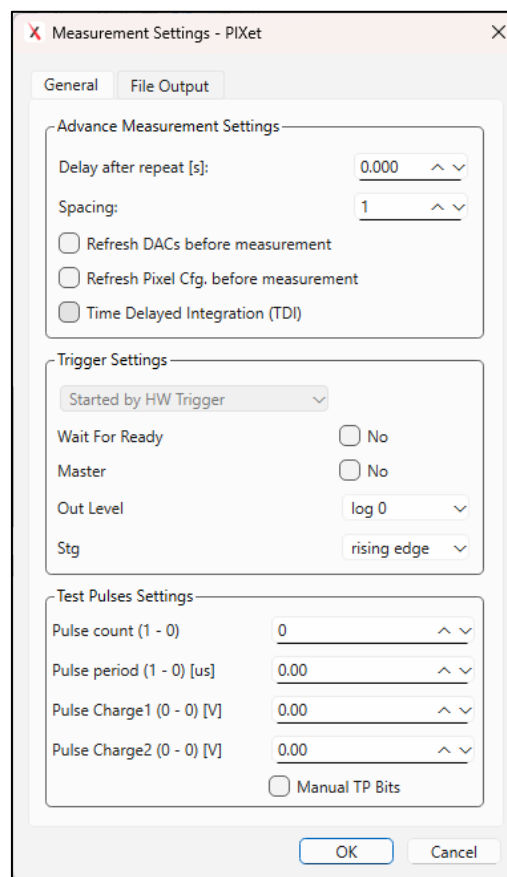 Measurement Settings - PIXet
General File Output
Advance Measurement Settings
Delay after repeat [s]: 0.000
Spacing: 1
Refresh DACs before measurement
Refresh Pixel Cfg. before measurement
Time Delayed Integration (TDI)
Trigger Settings
Started by HW Trigger
Wait For Ready No
Master No
Out Level log 0
Stg rising edge
Test Pulses Settings
Pulse count (1 - 0) 0
Pulse period (1 - 0) [us] 0.00
Pulse Charge1 (0 - 0) [V] 0.00
Pulse Charge2 (0 - 0) [V] 0.00
Manual TP Bits
OK Cancel